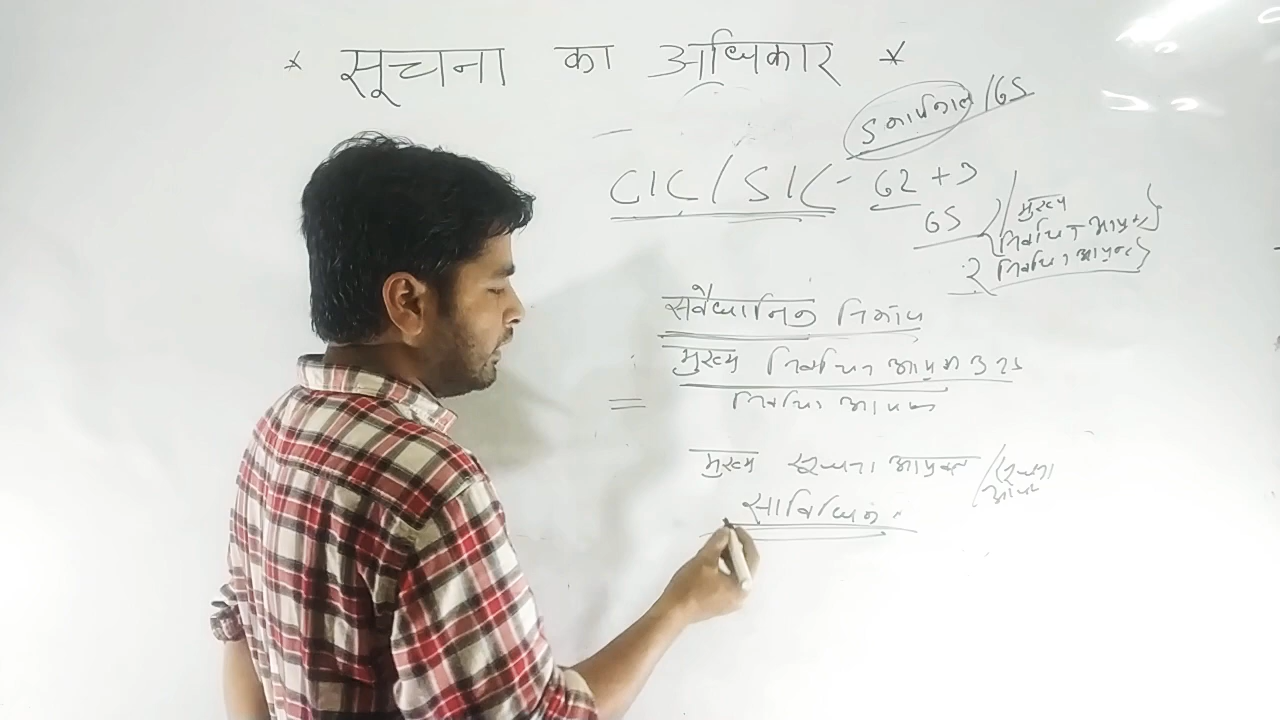 * सूचना का अधिकार *
5 कार्यकाल / 65
CIC / SIC - 62 + 3
65
मुख्य
निर्वाचन आयुक्त
2 निर्वाचन आयुक्त
संवैधानिक निकाय
मुख्य निर्वाचन आयुक्त
= निर्वाचन आयुक्त
मुख्य सूचना आयुक्त / सूचना
आयुक्त
सांविधिक